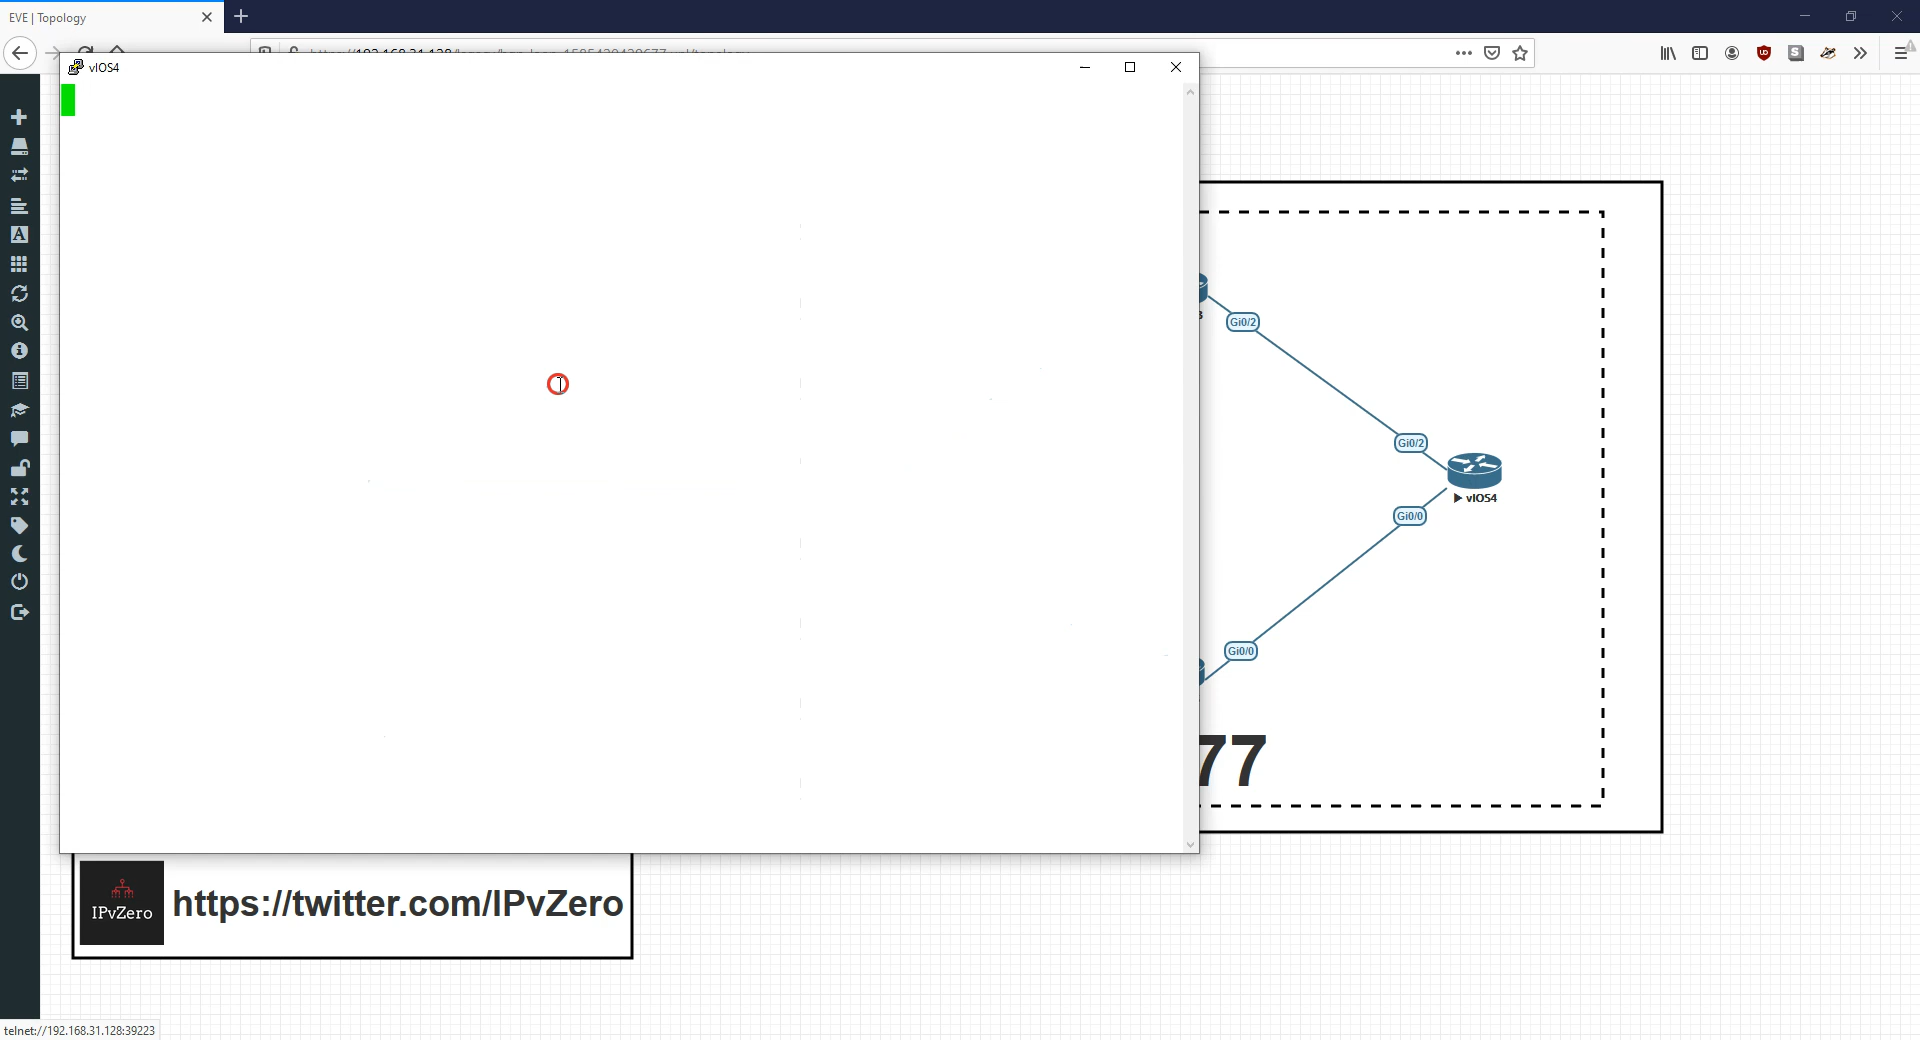 EVE | Topology
vIOS4
Gi0/2
Gi0/2
vIOS4
Gi0/0
Gi0/0
77
IPvZero
https://twitter.com/IPvZero
telnet://192.168.31.128:39223